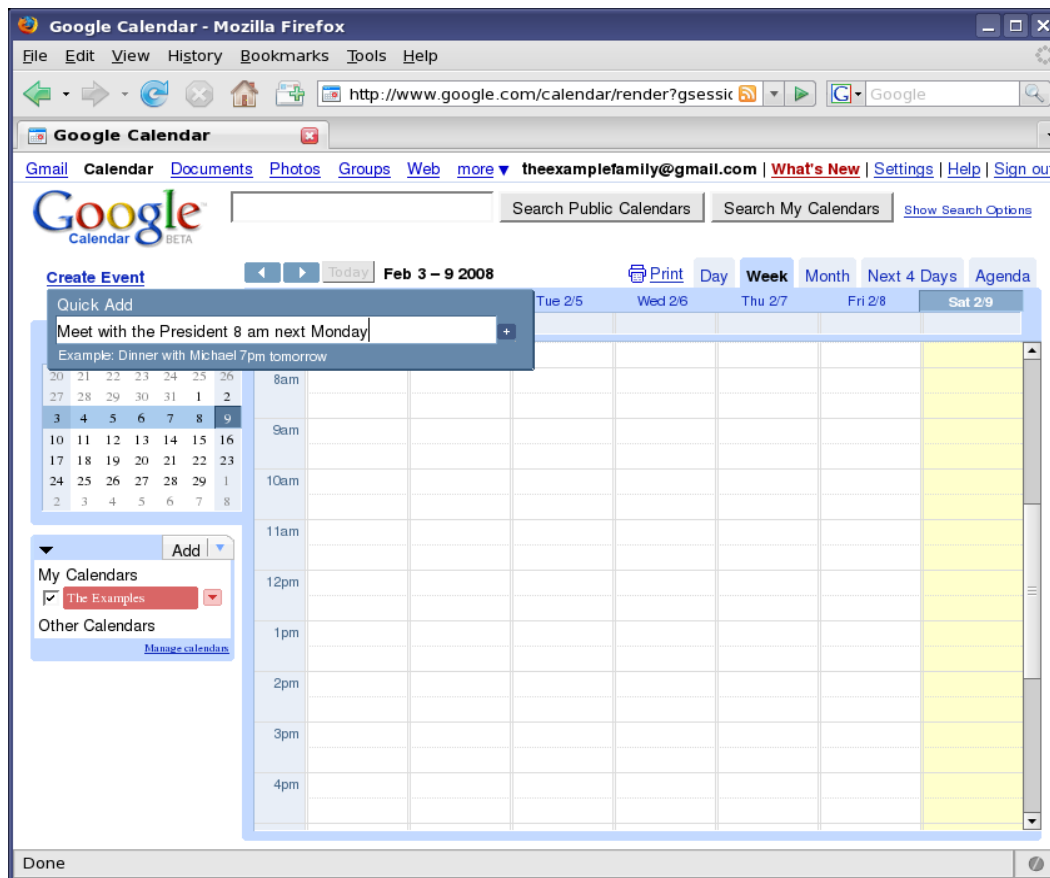 Google Calendar - Mozilla Firefox
File Edit View History Bookmarks Tools Help
http://www.google.com/calendar/render?gsessic G Google
Google Calendar
Gmail Calendar Documents Photos Groups Web more ▼ theexamplefamily@gmail.com | What's New | Settings | Help | Sign ou
Google Calendar BETA
Search Public Calendars Search My Calendars Show Search Options
Create Event Today Feb 3 – 9 2008 Print Day Week Month Next 4 Days Agenda
Quick Add
Tue 2/5 Wed 2/6 Thu 2/7 Fri 2/8 Sat 2/9
Meet with the President 8 am next Monday +
Example: Dinner with Michael 7pm tomorrow
20 21 22 23 24 25 26
27 28 29 30 31 1 2
3 4 5 6 7 8 9
10 11 12 13 14 15 16
17 18 19 20 21 22 23
24 25 26 27 28 29 1
2 3 4 5 6 7 8
Add
My Calendars
The Examples
Other Calendars
Manage calendars
8am
9am
10am
11am
12pm
1pm
2pm
3pm
4pm
Done